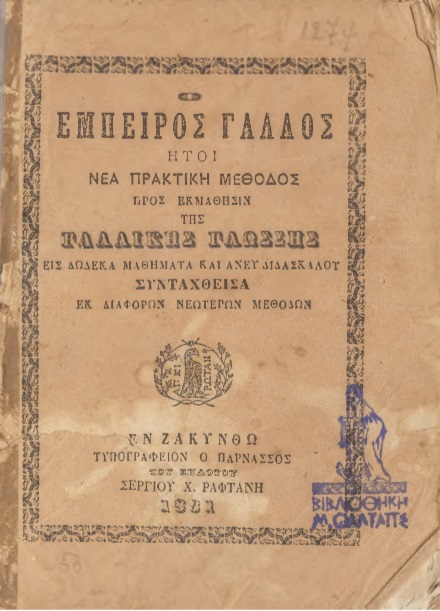 1874
Ο
ΕΜΠΕΙΡΟΣ ΓΑΛΛΟΣ
ΗΤΟΙ
ΝΕΑ ΠΡΑΚΤΙΚΗ ΜΕΘΟΔΟΣ
ΠΡΟΣ ΕΚΜΑΘΗΣΙΝ
ΤΗΣ
ΓΑΛΛΙΚΗΣ ΓΛΩΣΣΗΣ
ΕΙΣ ΔΩΔΕΚΑ ΜΑΘΗΜΑΤΑ ΚΑΙ ΑΝΕΥ ΔΙΔΑΣΚΑΛΟΥ
ΣΥΝΤΑΧΘΕΙΣΑ
ΕΚ ΔΙΑΦΟΡΩΝ ΝΕΩΤΕΡΩΝ ΜΕΘΟΔΩΝ
ΕΝ ΖΑΚΥΝΘΩ
ΤΥΠΟΓΡΑΦΕΙΟΝ Ο ΠΑΡΝΑΣΣΟΣ
ΤΟΥ
ΣΕΡΓΙΟΥ Χ. ΡΑΦΤΑΝΗ
ΒΙΒΛΙΟΘΗΚΗ